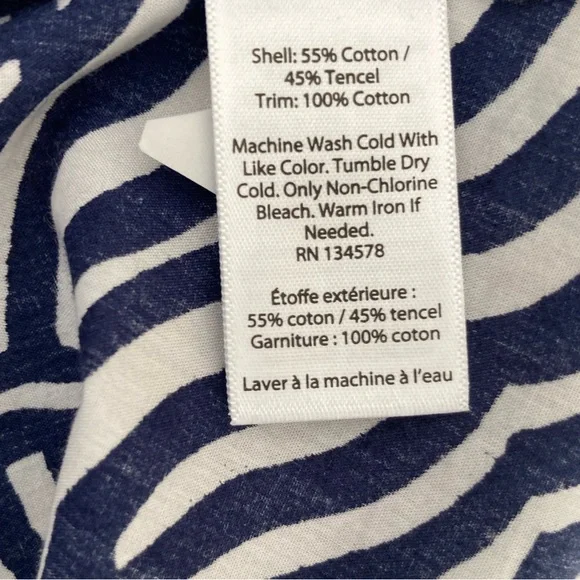 Shell: 55% Cotton /
45% Tencel
Trim: 100% Cotton
Machine Wash Cold With
Like Color. Tumble Dry
Cold. Only Non-Chlorine
Bleach. Warm Iron If
Needed.
RN 134578
Étoffe extérieure :
55% coton / 45% tencel
Garniture : 100% coton
Laver à la machine à l'eau